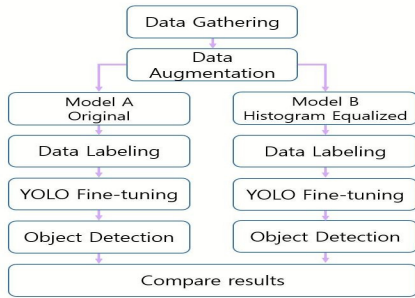 Data Gathering
Data
Augmentation
Model A
Original
Model B
Histogram Equalized
Data Labeling
Data Labeling
YOLO Fine-tuning
YOLO Fine-tuning
Object Detection
Object Detection
Compare results